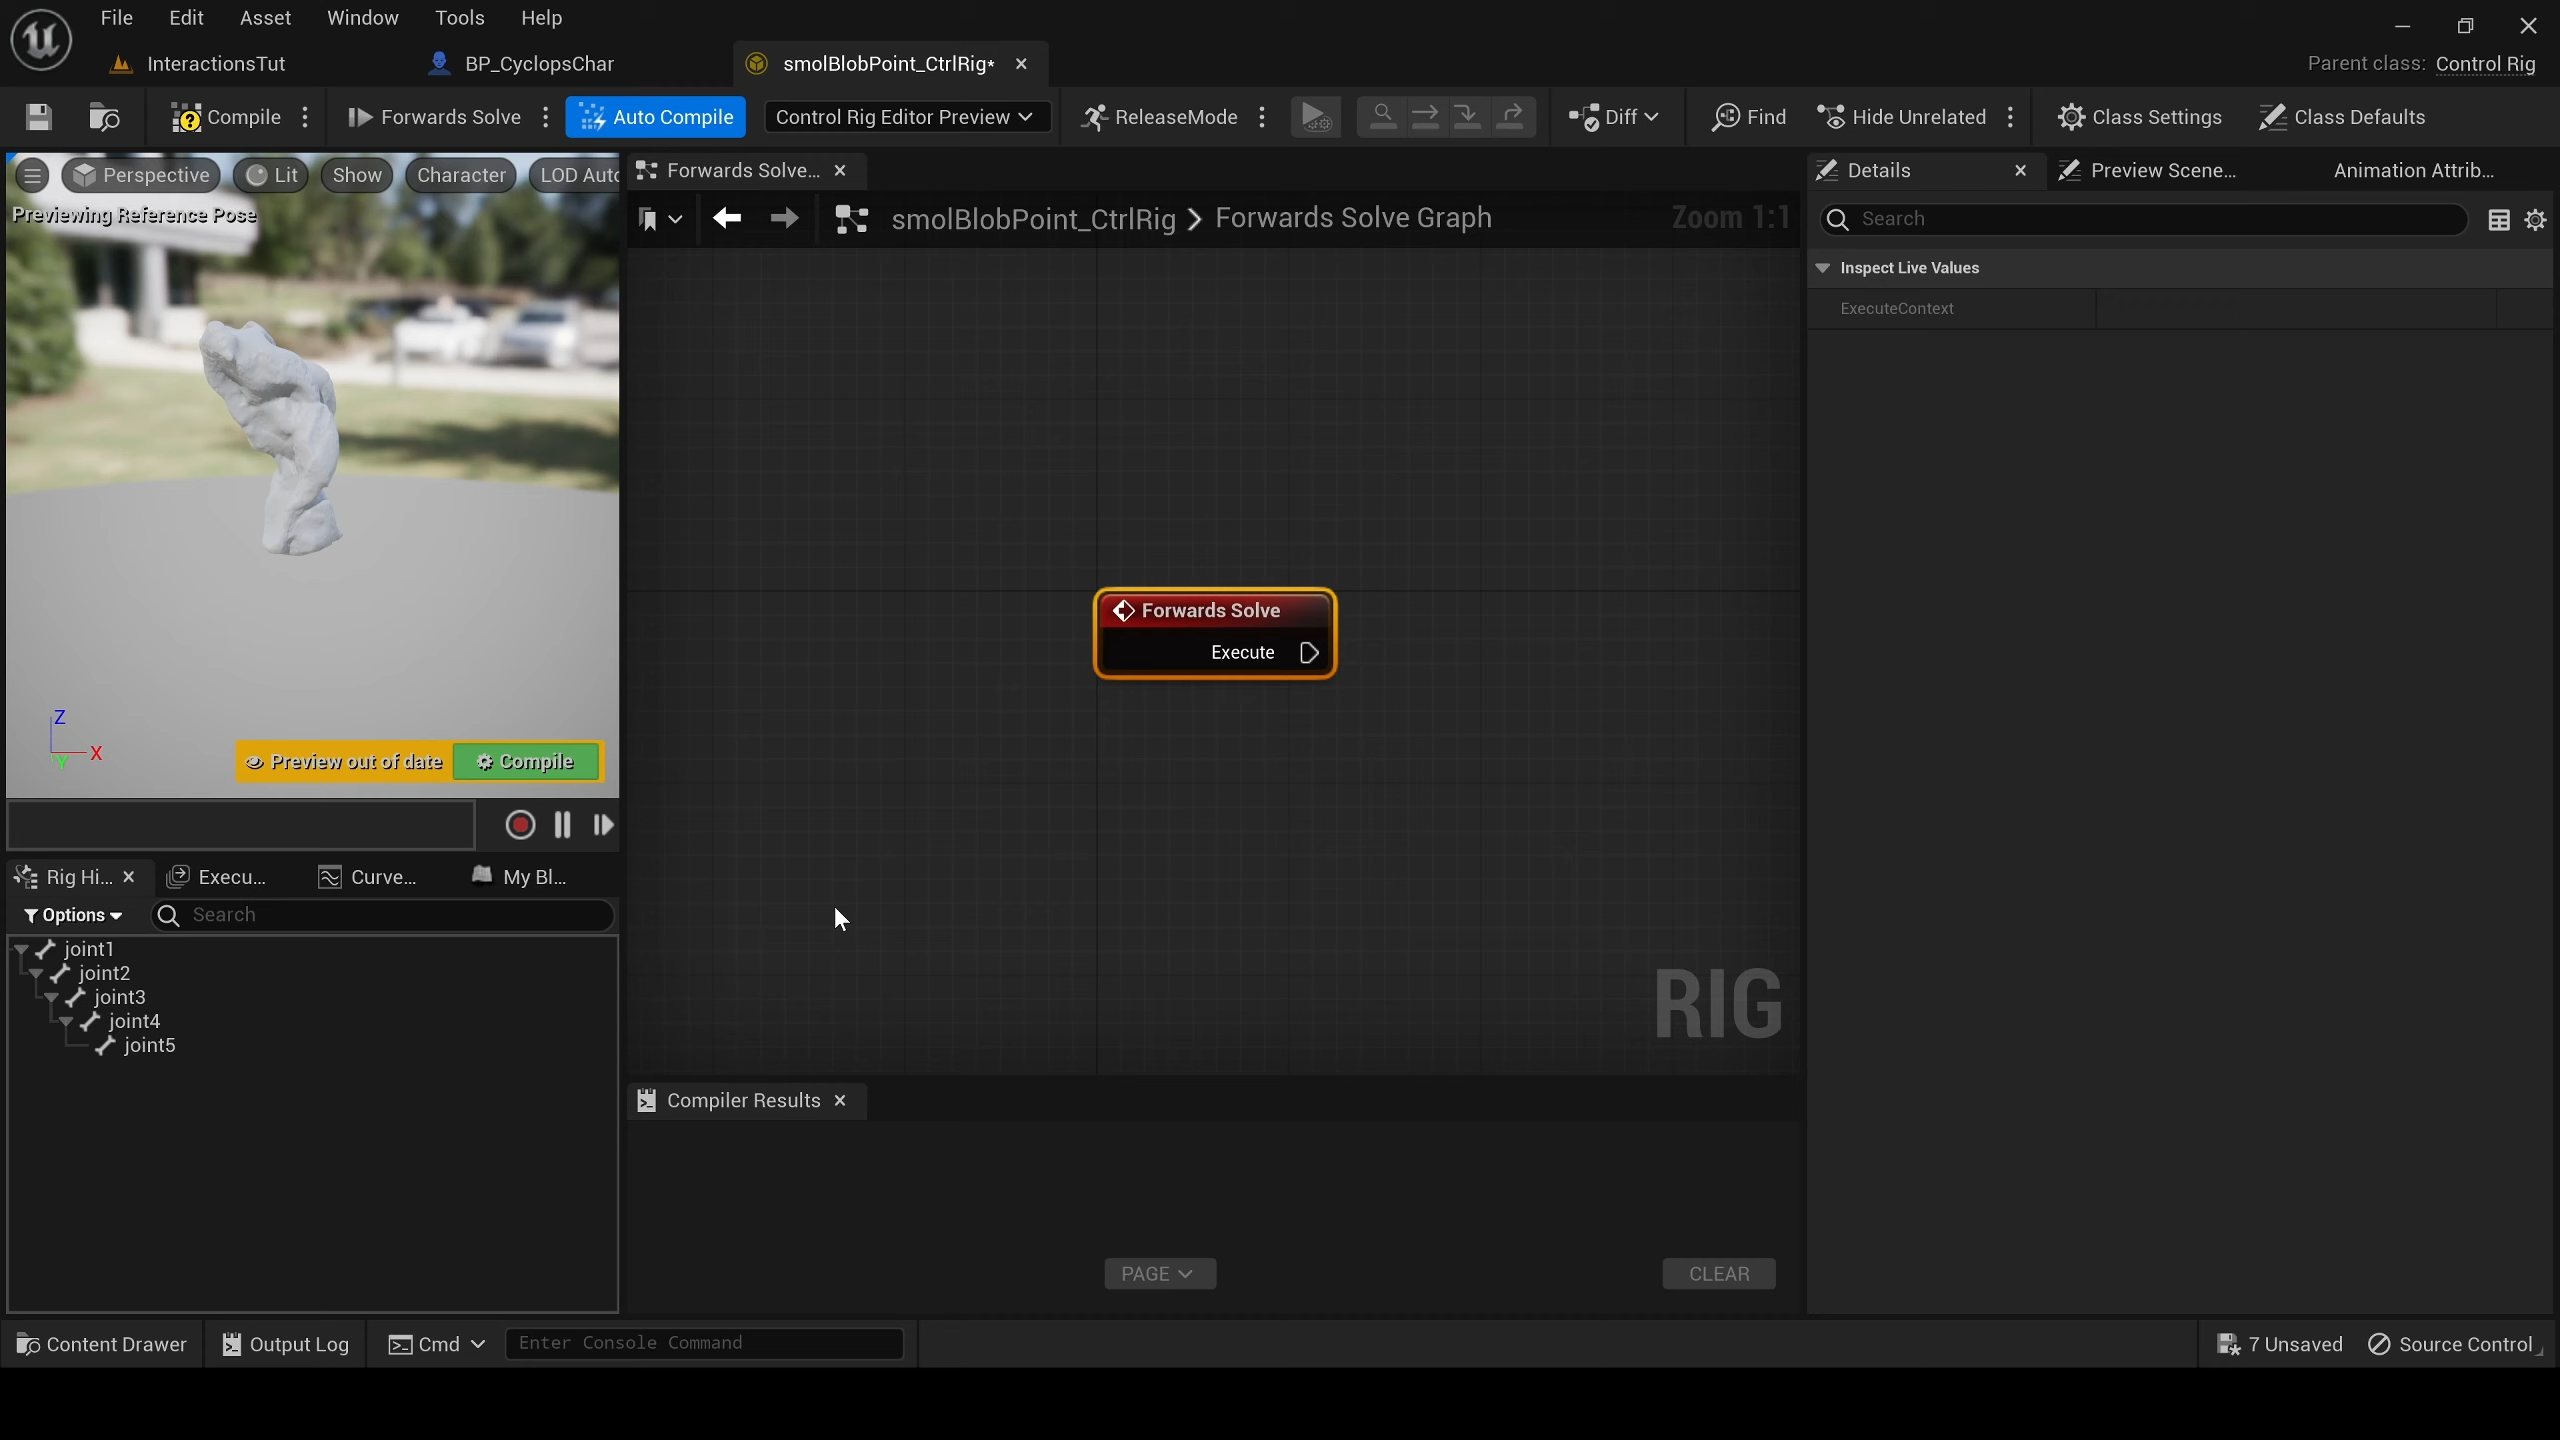 File Edit Asset Window Tools Help
InteractionsTut BP_CyclopsChar smolBlobPoint_CtrlRig* Parent class: Control Rig
Compile Forwards Solve Auto Compile Control Rig Editor Preview ReleaseMode Diff Find Hide Unrelated Class Settings Class Defaults
Perspective Lit Show Character LOD Auto
Previewing Reference Pose
Z
X
Y
Preview out of date Compile
Rig Hi... Execu... Curve... My Bl...
Options Search
joint1
joint2
joint3
joint4
joint5
Forwards Solve...
smolBlobPoint_CtrlRig > Forwards Solve Graph Zoom 1:1
Forwards Solve
Execute
RIG
Compiler Results
PAGE CLEAR
Details Preview Scene... Animation Attrib...
Search
Inspect Live Values
ExecuteContext
Content Drawer Output Log Cmd Enter Console Command 7 Unsaved Source Control